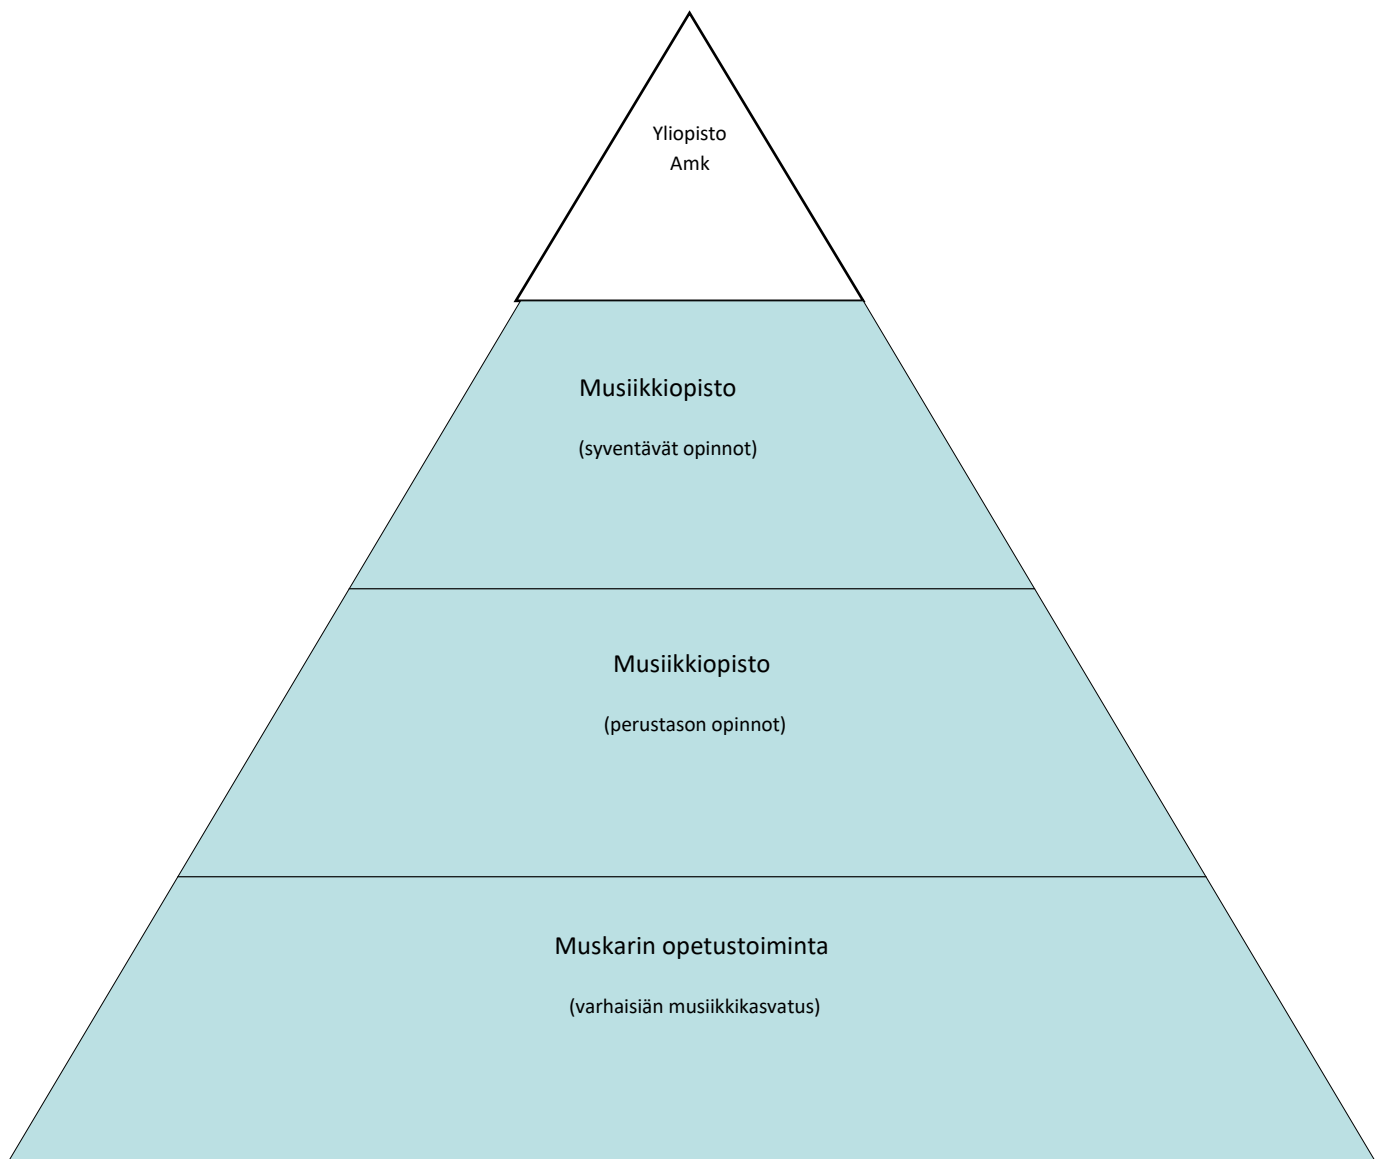 Yliopisto
Amk
Musiikkiopisto
(syventävät opinnot)
Musiikkiopisto
(perustason opinnot)
Muskarin opetustoiminta
(varhaisiän musiikkikasvatus)